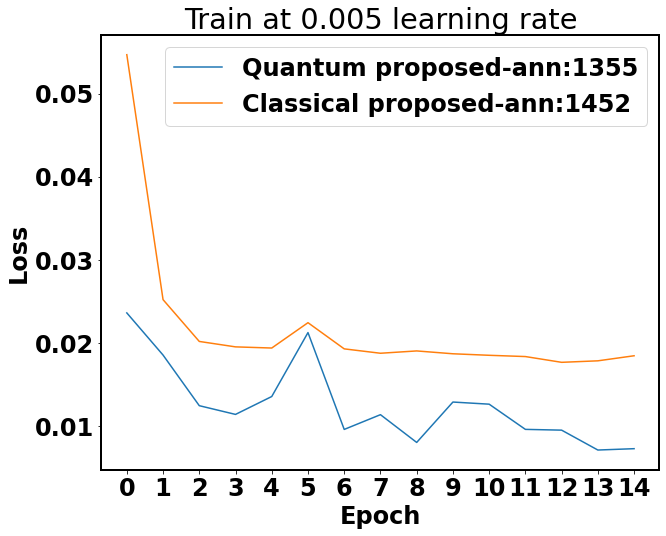 Train at 0.005 learning rate
Quantum proposed-ann:1355
Classical proposed-ann:1452
0.05
0.04
0.03
0.02
0.01
Loss
0 1 2 3 4 5 6 7 8 9 10 11 12 13 14
Epoch